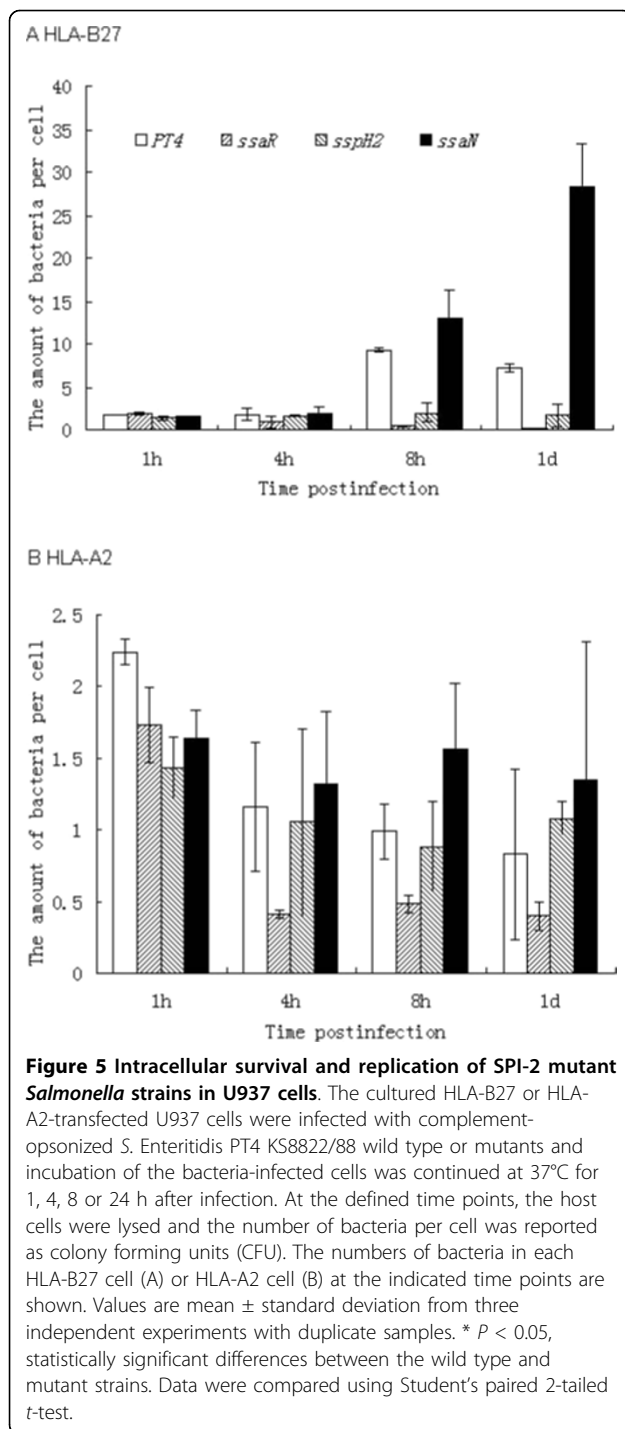 A HLA-B27
40
35
30
25
20
15
10
5
0
The amount of bacteria per cell
PT4 ssaR sspH2 ssaN
1h 4h 8h 1d
Time postinfection
B HLA-A2
2.5
2
1.5
1
0.5
0
The amount of bacteria per cell
1h 4h 8h 1d
Time postinfection
Figure 5 Intracellular survival and replication of SPI-2 mutant
Salmonella strains in U937 cells. The cultured HLA-B27 or HLA-
A2-transfected U937 cells were infected with complement-
opsonized S. Enteritidis PT4 KS8822/88 wild type or mutants and
incubation of the bacteria-infected cells was continued at 37°C for
1, 4, 8 or 24 h after infection. At the defined time points, the host
cells were lysed and the number of bacteria per cell was reported
as colony forming units (CFU). The numbers of bacteria in each
HLA-B27 cell (A) or HLA-A2 cell (B) at the indicated time points are
shown. Values are mean ± standard deviation from three
independent experiments with duplicate samples. * P < 0.05,
statistically significant differences between the wild type and
mutant strains. Data were compared using Student's paired 2-tailed
t-test.